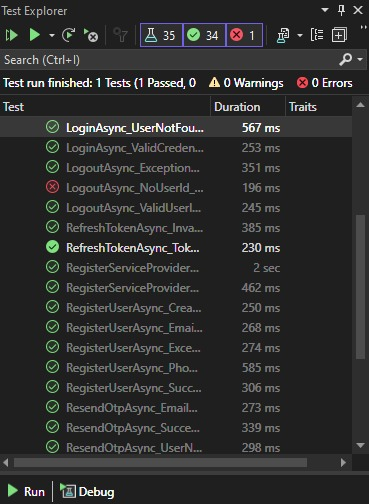 Test Explorer
35 34 1
Search (Ctrl+I)
Test run finished: 1 Tests (1 Passed, 0 0 Warnings 0 Errors
Test Duration Traits
LoginAsync_UserNotFou... 567 ms
LoginAsync_ValidCreden... 253 ms
LogoutAsync_Exception... 351 ms
LogoutAsync_NoUserId_... 196 ms
LogoutAsync_ValidUserI... 245 ms
RefreshTokenAsync_Inva... 385 ms
RefreshTokenAsync_Tok... 230 ms
RegisterServiceProvider... 2 sec
RegisterServiceProvider... 462 ms
RegisterUserAsync_Crea... 250 ms
RegisterUserAsync_Emai... 268 ms
RegisterUserAsync_Exce... 274 ms
RegisterUserAsync_Pho... 585 ms
RegisterUserAsync_Succ... 306 ms
ResendOtpAsync_Email... 273 ms
ResendOtpAsync_Succe... 339 ms
ResendOtpAsync_UserN... 298 ms
Run Debug